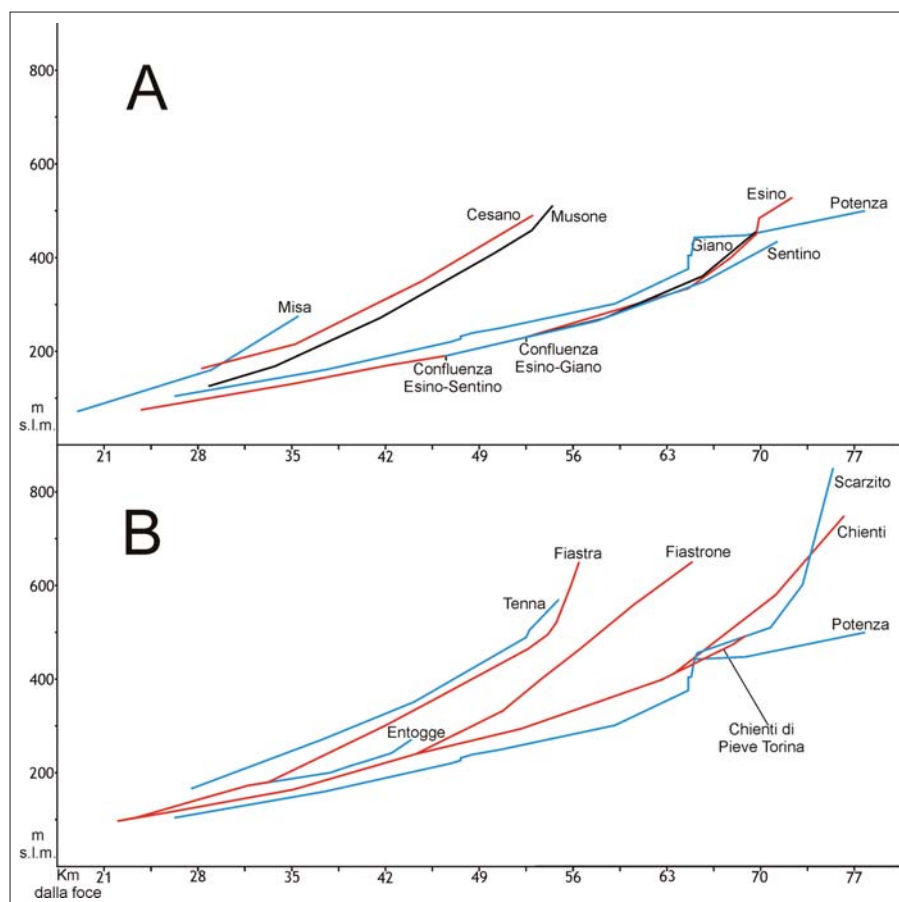 800
A
600
Esino
Potenza
Cesano
Musone
400
Giano
Sentino
Misa
200
Confluenza
Esino-Giano
Confluenza
Esino-Sentino
m
s.l.m.
21 28 35 42 49 56 63 70 77
800
Scarzito
B
Chienti
Fiastra
Fiastrone
600
Tenna
Potenza
400
Entogge
Chienti di
Pieve Torina
200
m
s.l.m.
Km
dalla foce
21 28 35 42 49 56 63 70 77